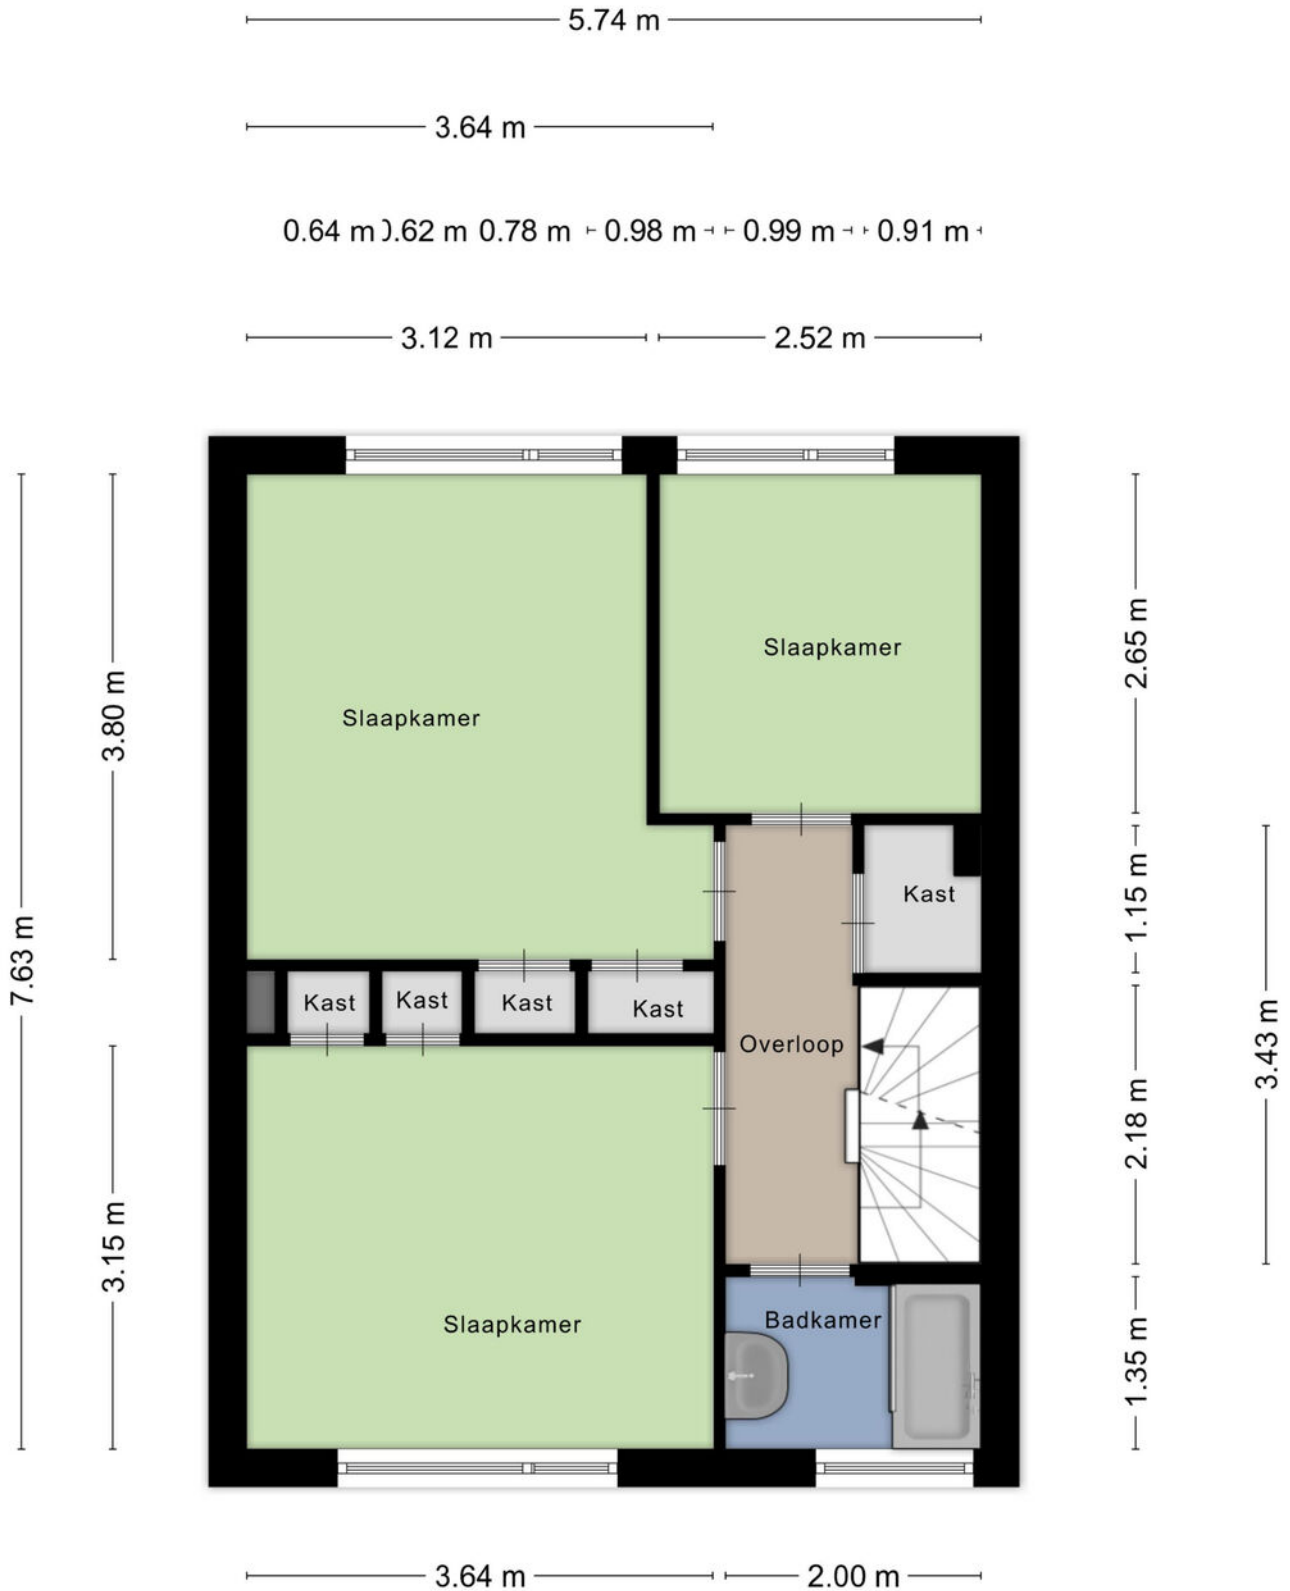 5.74 m
3.64 m
0.64 m 0.62 m 0.78 m 0.98 m 0.99 m 0.91 m
3.12 m 2.52 m
Slaapkamer
2.65 m
Slaapkamer
3.80 m
Kast
1.15 m
7.63 m
Kast Kast Kast Kast
Overloop
3.43 m
2.18 m
3.15 m
Slaapkamer
Badkamer
1.35 m
3.64 m 2.00 m